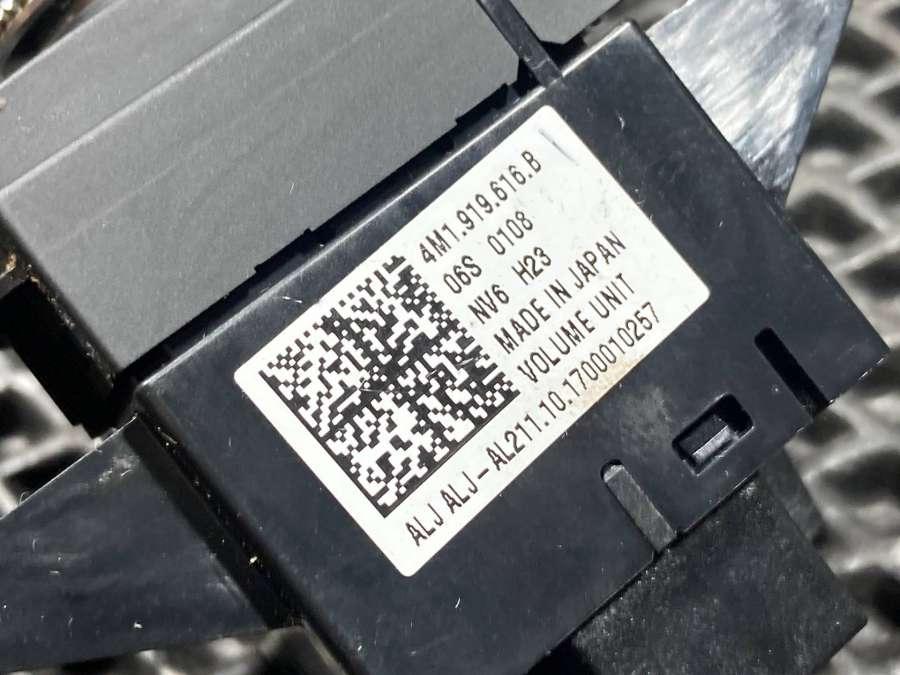 4M1.919.616.B
06S 0108
NV6 H23
MADE IN JAPAN
VOLUME UNIT
ALJ ALJ-AL211.10.1700010257